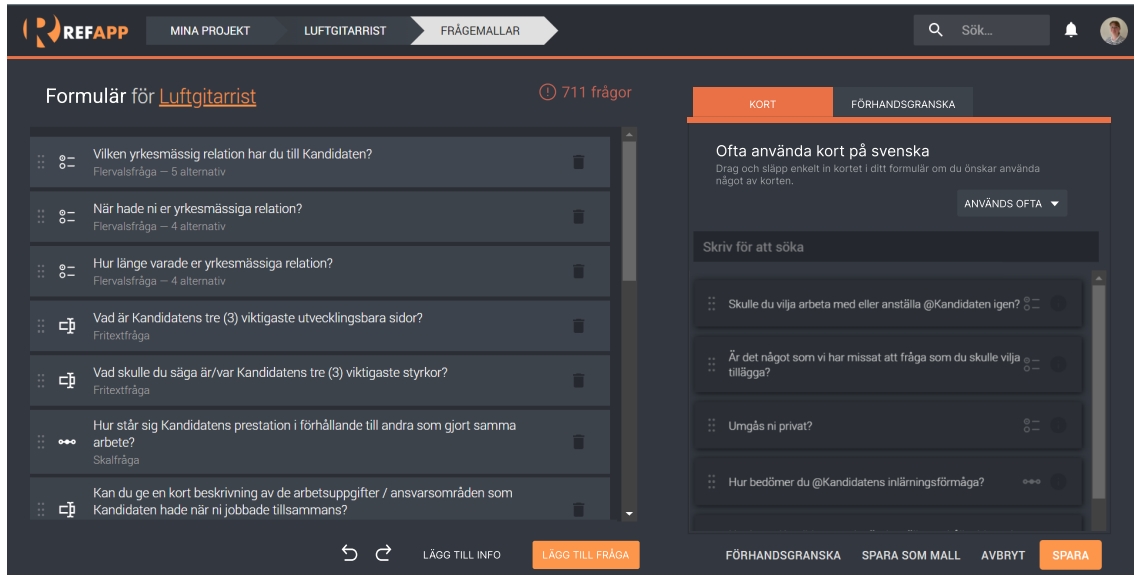 REFAPP
MINA PROJEKT
LUFTGITARRIST
FRÅGEMALLAR
Sök...
Formulär för Luftgitarrist
711 frågor
Vilken yrkesmässig relation har du till Kandidaten?
Flervalsfråga — 5 alternativ
När hade ni er yrkesmässiga relation?
Flervalsfråga — 4 alternativ
Hur länge varade er yrkesmässiga relation?
Flervalsfråga — 4 alternativ
Vad är Kandidatens tre (3) viktigaste utvecklingsbara sidor?
Fritextfråga
Vad skulle du säga är/var Kandidatens tre (3) viktigaste styrkor?
Fritextfråga
Hur står sig Kandidatens prestation i förhållande till andra som gjort samma
arbete?
Skalfråga
Kan du ge en kort beskrivning av de arbetsuppgifter / ansvarsområden som
Kandidaten hade när ni jobbade tillsammans?
LÄGG TILL INFO
LÄGG TILL FRÅGA
KORT
FÖRHANDSGRANSKA
Ofta använda kort på svenska
Drag och släpp enkelt in kortet i ditt formulär om du önskar använda
något av korten.
ANVÄNDS OFTA
Skriv för att söka
Skulle du vilja arbeta med eller anställa @Kandidaten igen?
Är det något som vi har missat att fråga som du skulle vilja
tillägga?
Umgås ni privat?
Hur bedömer du @Kandidatens inlärningsförmåga?
FÖRHANDSGRANSKA
SPARA SOM MALL
AVBRYT
SPARA